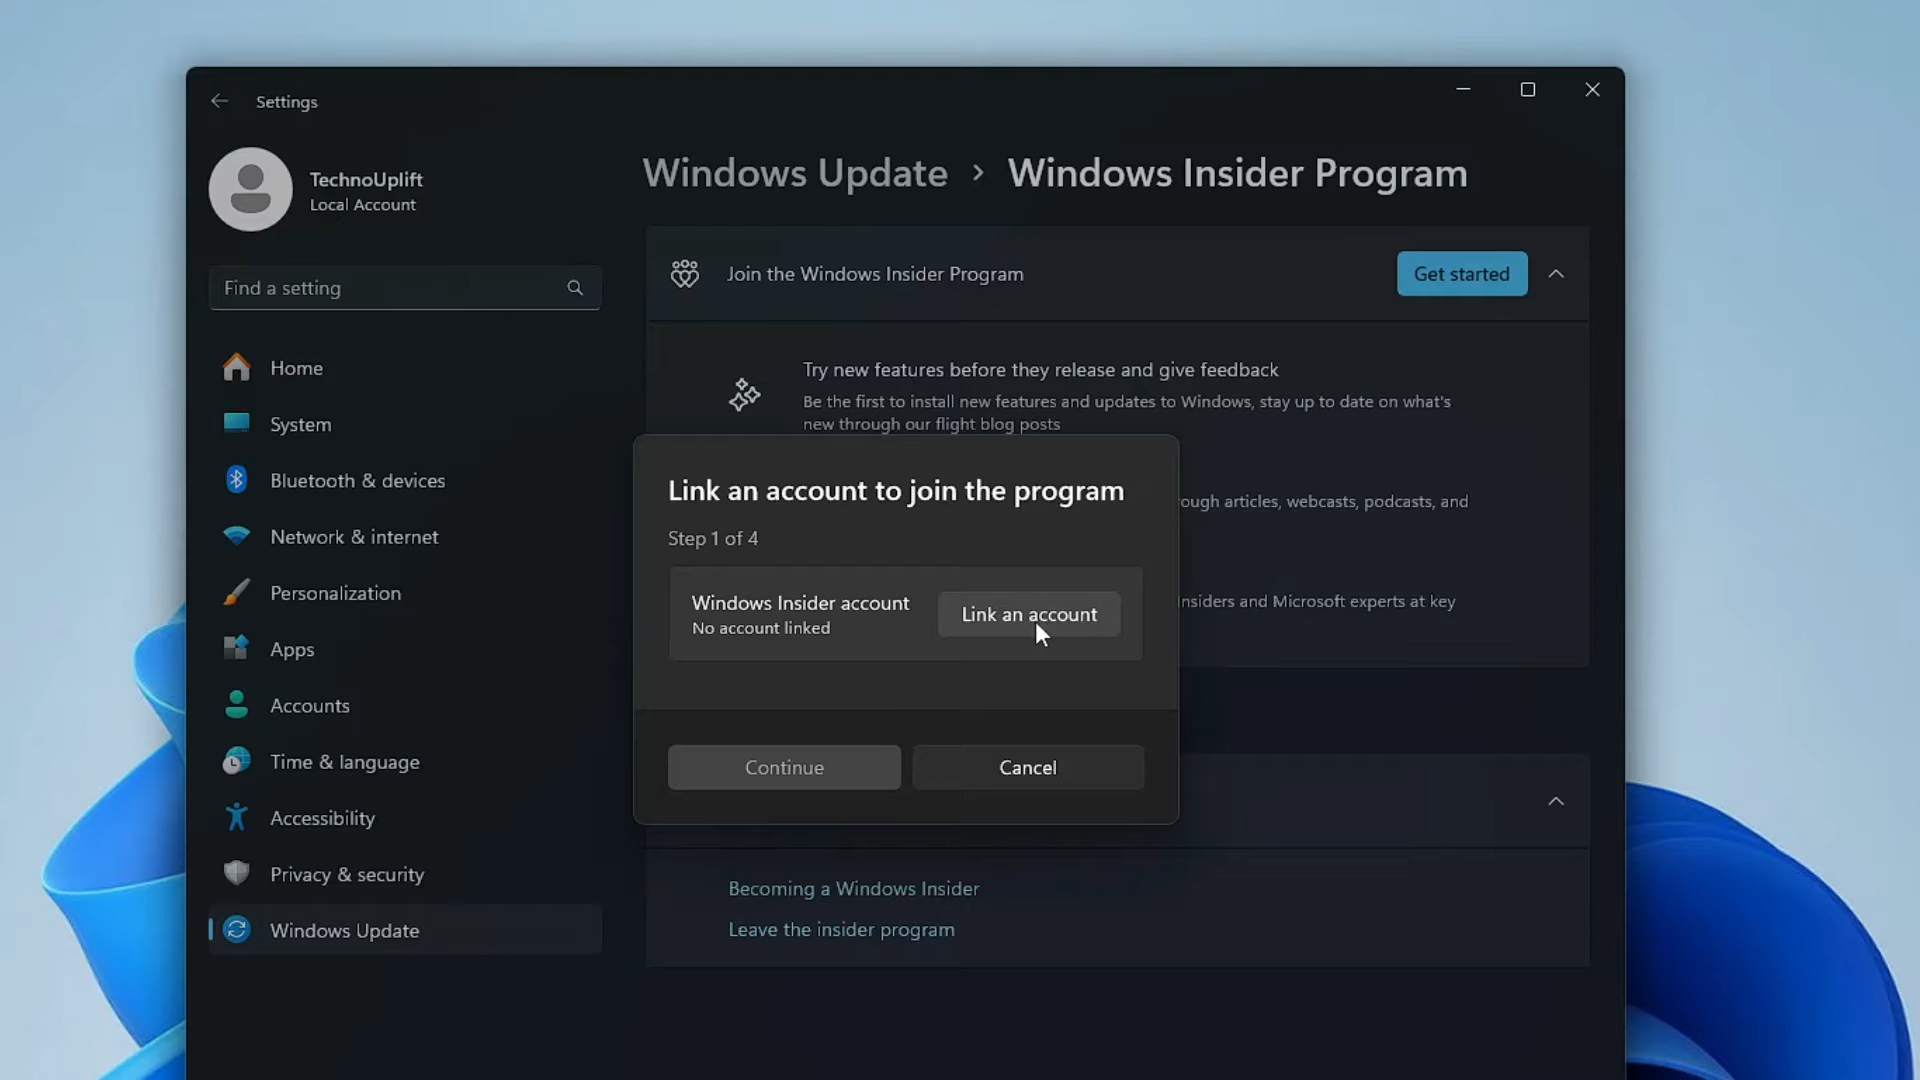 Settings
TechnoUplift
Local Account
Find a setting
Home
System
Bluetooth & devices
Network & internet
Personalization
Apps
Accounts
Time & language
Accessibility
Privacy & security
Windows Update
Windows Update > Windows Insider Program
Join the Windows Insider Program
Get started
Try new features before they release and give feedback
Be the first to install new features and updates to Windows, stay up to date on what's
new through our flight blog posts
ough articles, webcasts, podcasts, and
nsiders and Microsoft experts at key
Link an account to join the program
Step 1 of 4
Windows Insider account
No account linked
Link an account
Continue
Cancel
Becoming a Windows Insider
Leave the insider program